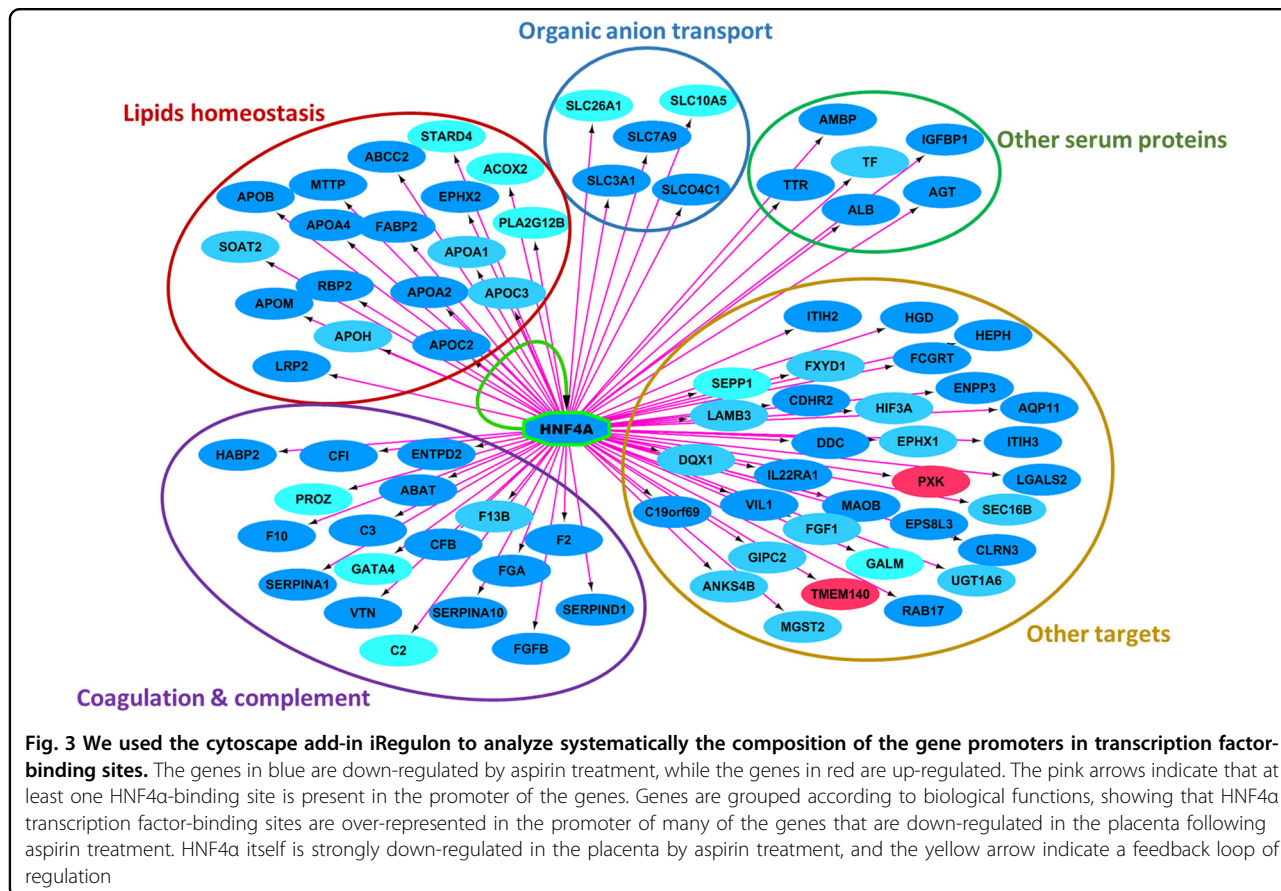 Organic anion transport
Lipids homeostasis
Other serum proteins
SLC26A1
SLC10A5
SLC7A9
SLC3A1
SLCO4C1
AMBP
IGFBP1
TF
TTR
AGT
ALB
STARD4
ABCC2
ACOX2
MTTP
EPHX2
APOB
PLA2G12B
APOA4
FABP2
SOAT2
APOA1
RBP2
APOA2
APOC3
APOM
APOH
APOC2
LRP2
HNF4A
ITIH2
HGD
HEPH
FCGRT
FXYD1
SEPP1
ENPP3
CDHR2
HIF3A
AQP11
LAMB3
DDC
EPHX1
ITIH3
DQX1
IL22RA1
PXK
LGALS2
SEC16B
C19orf69
VIL1
MAOB
FGF1
EPS8L3
CLRN3
GIPC2
GALM
UGT1A6
ANKS4B
TMEM140
RAB17
MGST2
HABP2
CFI
ENTPD2
PROZ
ABAT
F13B
F10
C3
CFB
F2
GATA4
SERPINA1
FGA
VTN
SERPINA10
SERPIND1
C2
FGFB
Other targets
Coagulation & complement
Fig. 3 We used the cytoscape add-in iRegulon to analyze systematically the composition of the gene promoters in transcription factor-
binding sites. The genes in blue are down-regulated by aspirin treatment, while the genes in red are up-regulated. The pink arrows indicate that at
least one HNF4α-binding site is present in the promoter of the genes. Genes are grouped according to biological functions, showing that HNF4α
transcription factor-binding sites are over-represented in the promoter of many of the genes that are down-regulated in the placenta following
aspirin treatment. HNF4α itself is strongly down-regulated in the placenta by aspirin treatment, and the yellow arrow indicate a feedback loop of
regulation